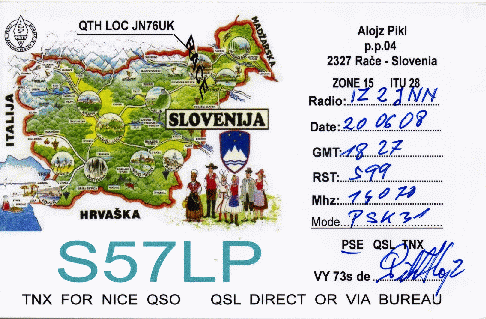 QTH LOC JN76UK
MADŽARSKA
RAČE
ITALIJA
SLOVENIJA
HRVAŠKA
S57LP
TNX FOR NICE QSO QSL DIRECT OR VIA BUREAU
Alojz Pikl
p.p.04
2327 Rače - Slovenia
ZONE 15 ITU 28
Radio: IZ2JNN
Date: 20 06 08
GMT: 18 27
RST: 599
Mhz: 14070
Mode PSK31
PSE QSL TNX
VY 73s de